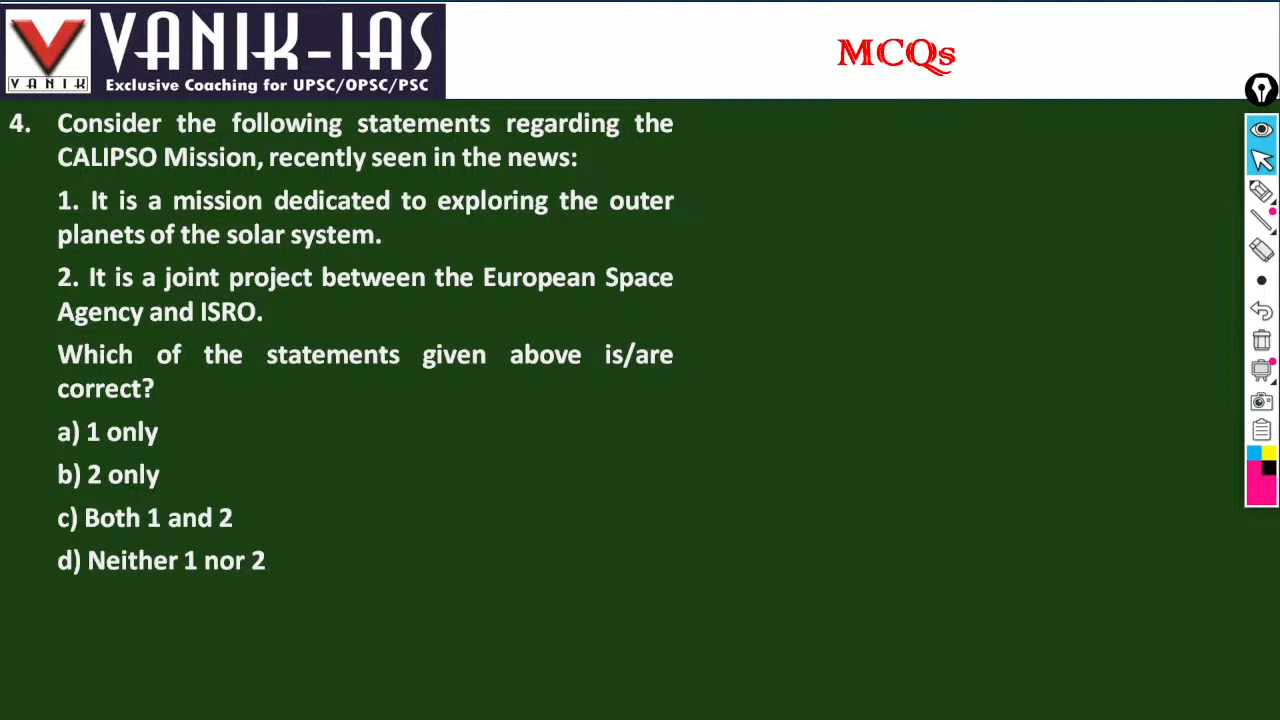 VANIK
VANIK-IAS
Exclusive Coaching for UPSC/OPSC/PSC
MCQs
4. Consider the following statements regarding the
CALIPSO Mission, recently seen in the news:
1. It is a mission dedicated to exploring the outer
planets of the solar system.
2. It is a joint project between the European Space
Agency and ISRO.
Which of the statements given above is/are
correct?
a) 1 only
b) 2 only
c) Both 1 and 2
d) Neither 1 nor 2